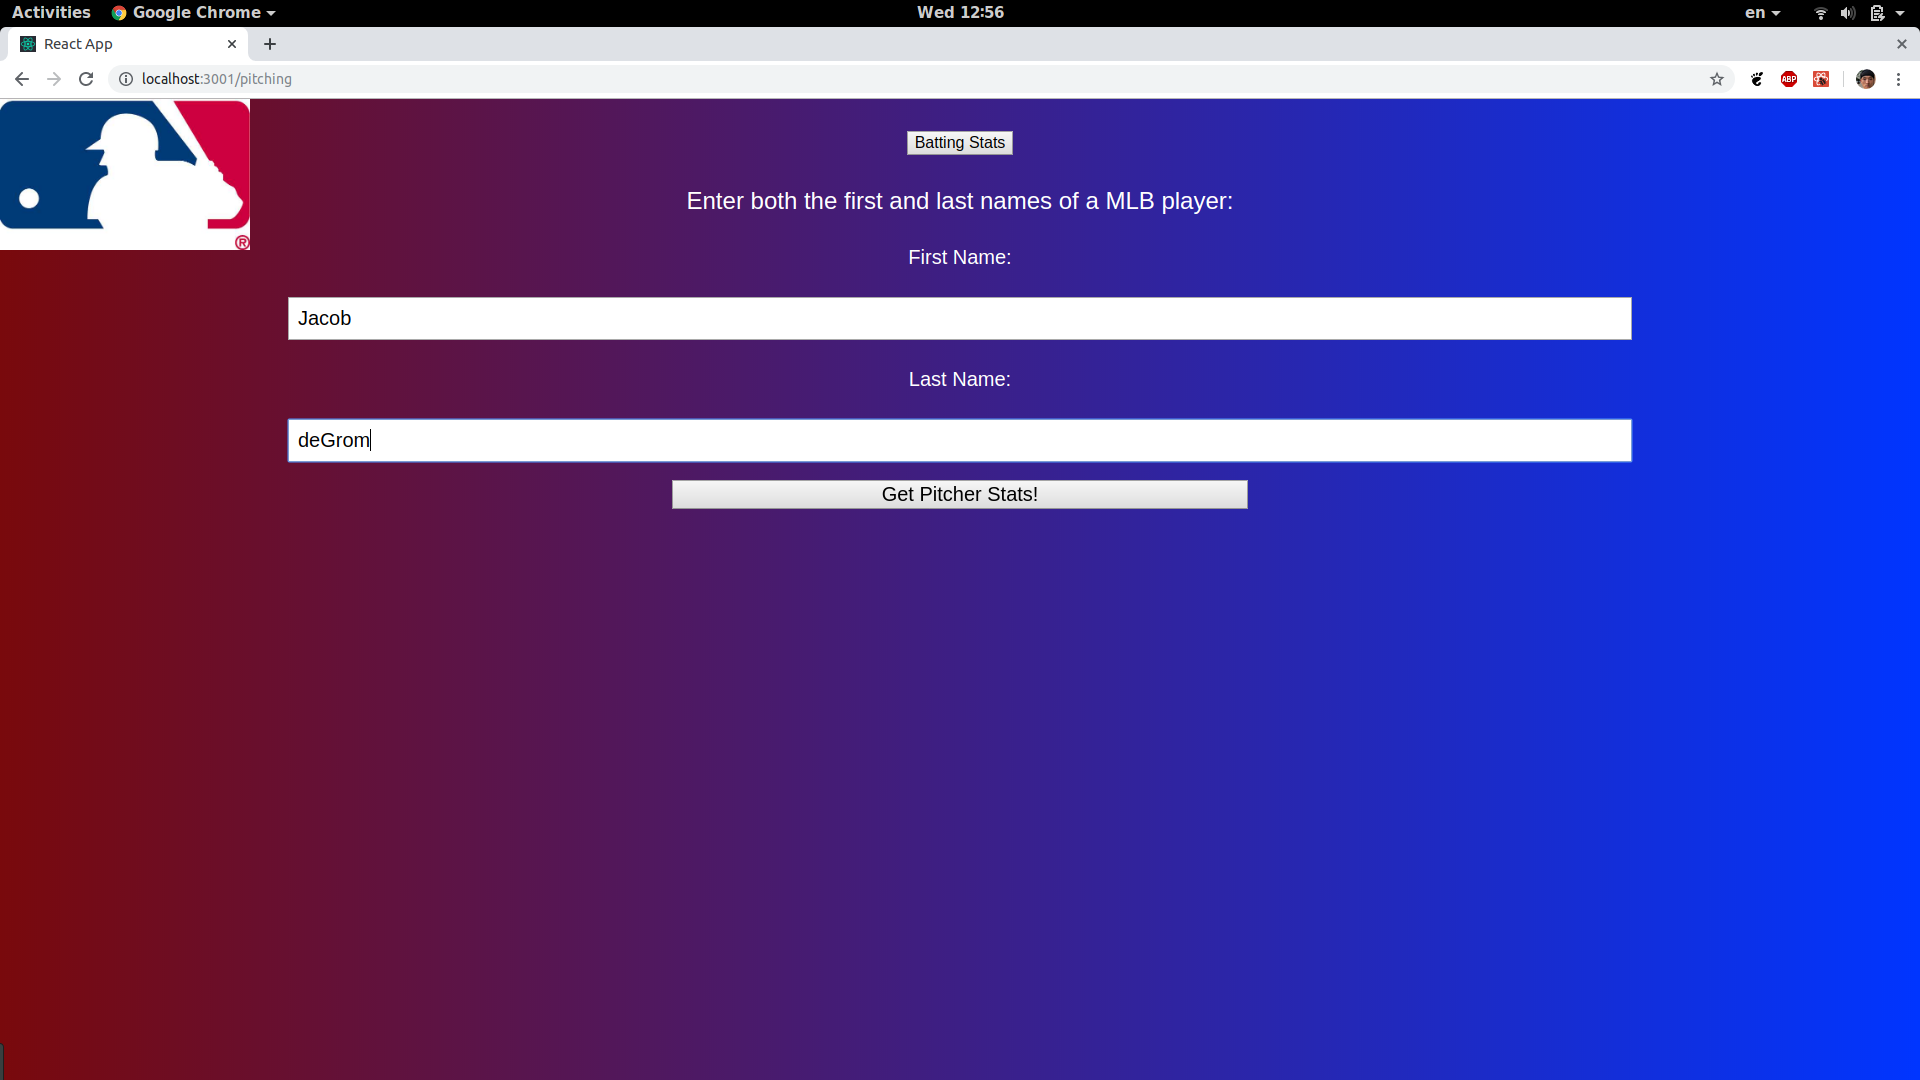 Activities Google Chrome Wed 12:56 en
React App
localhost:3001/pitching ABP
®
Batting Stats
Enter both the first and last names of a MLB player:
First Name:
Jacob
Last Name:
deGrom
Get Pitcher Stats!